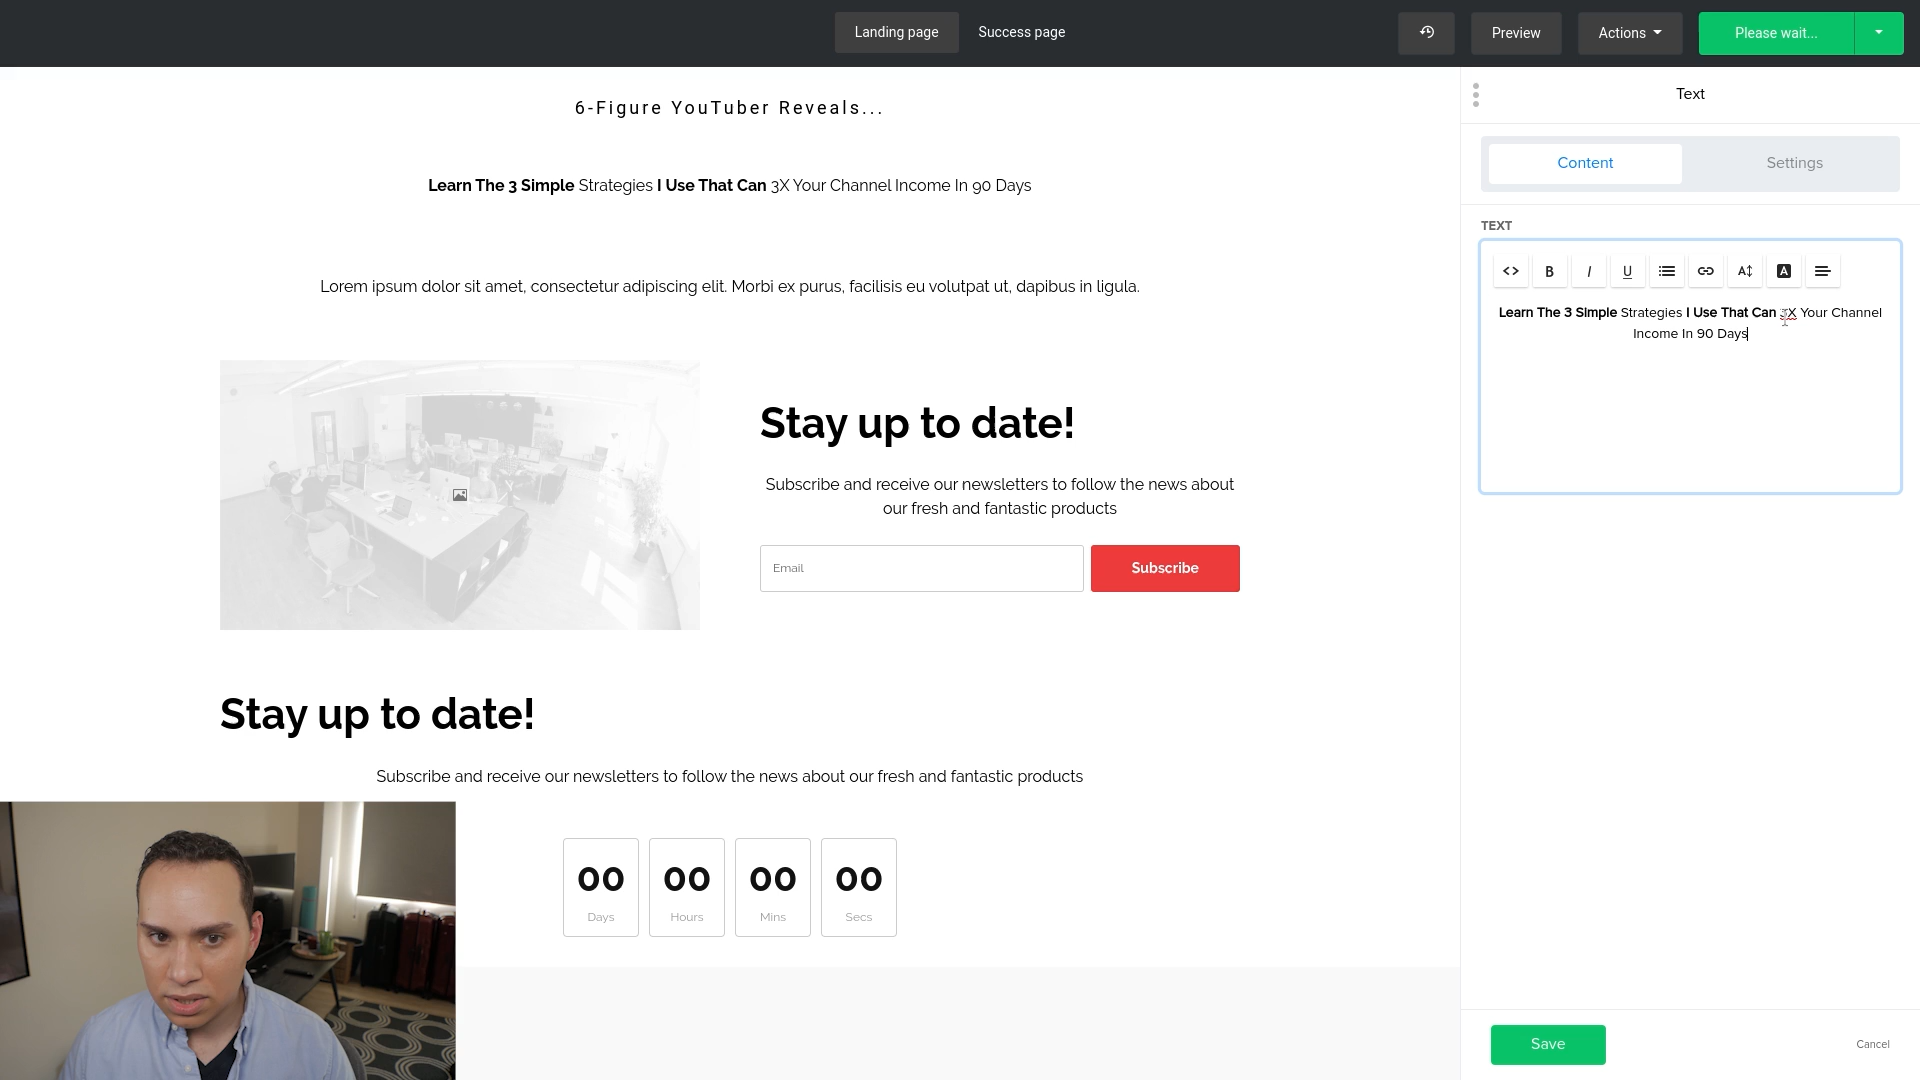 Landing page
Success page
Preview
Actions
Please wait...
6-Figure YouTuber Reveals...
Learn The 3 Simple Strategies I Use That Can 3X Your Channel Income In 90 Days
Lorem ipsum dolor sit amet, consectetur adipiscing elit. Morbi ex purus, facilisis eu volutpat ut, dapibus in ligula.
Stay up to date!
Subscribe and receive our newsletters to follow the news about
our fresh and fantastic products
Email
Subscribe
Stay up to date!
Subscribe and receive our newsletters to follow the news about our fresh and fantastic products
00 00 00 00
Days Hours Mins Secs
Text
Content
Settings
TEXT
B I U A A
Learn The 3 Simple Strategies I Use That Can 3X Your Channel
Income In 90 Days
Save
Cancel